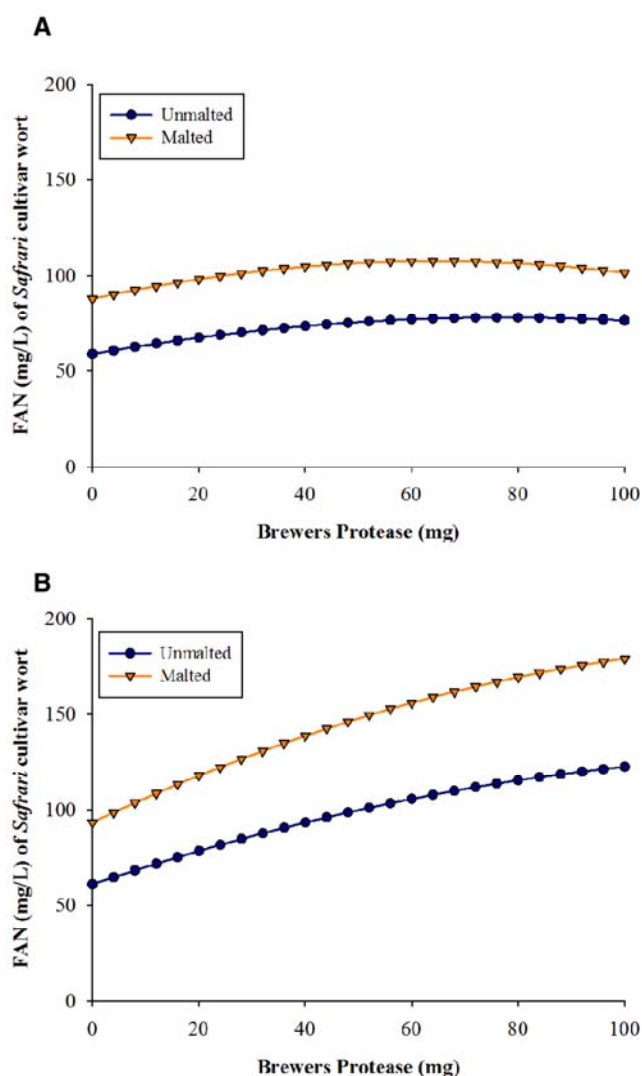 A
FAN (mg/L) of Safrari cultivar wort
200
150
100
50
0
Unmalted
Malted
0 20 40 60 80 100
Brewers Protease (mg)
B
FAN (mg/L) of Safrari cultivar wort
200
150
100
50
0
Unmalted
Malted
0 20 40 60 80 100
Brewers Protease (mg)